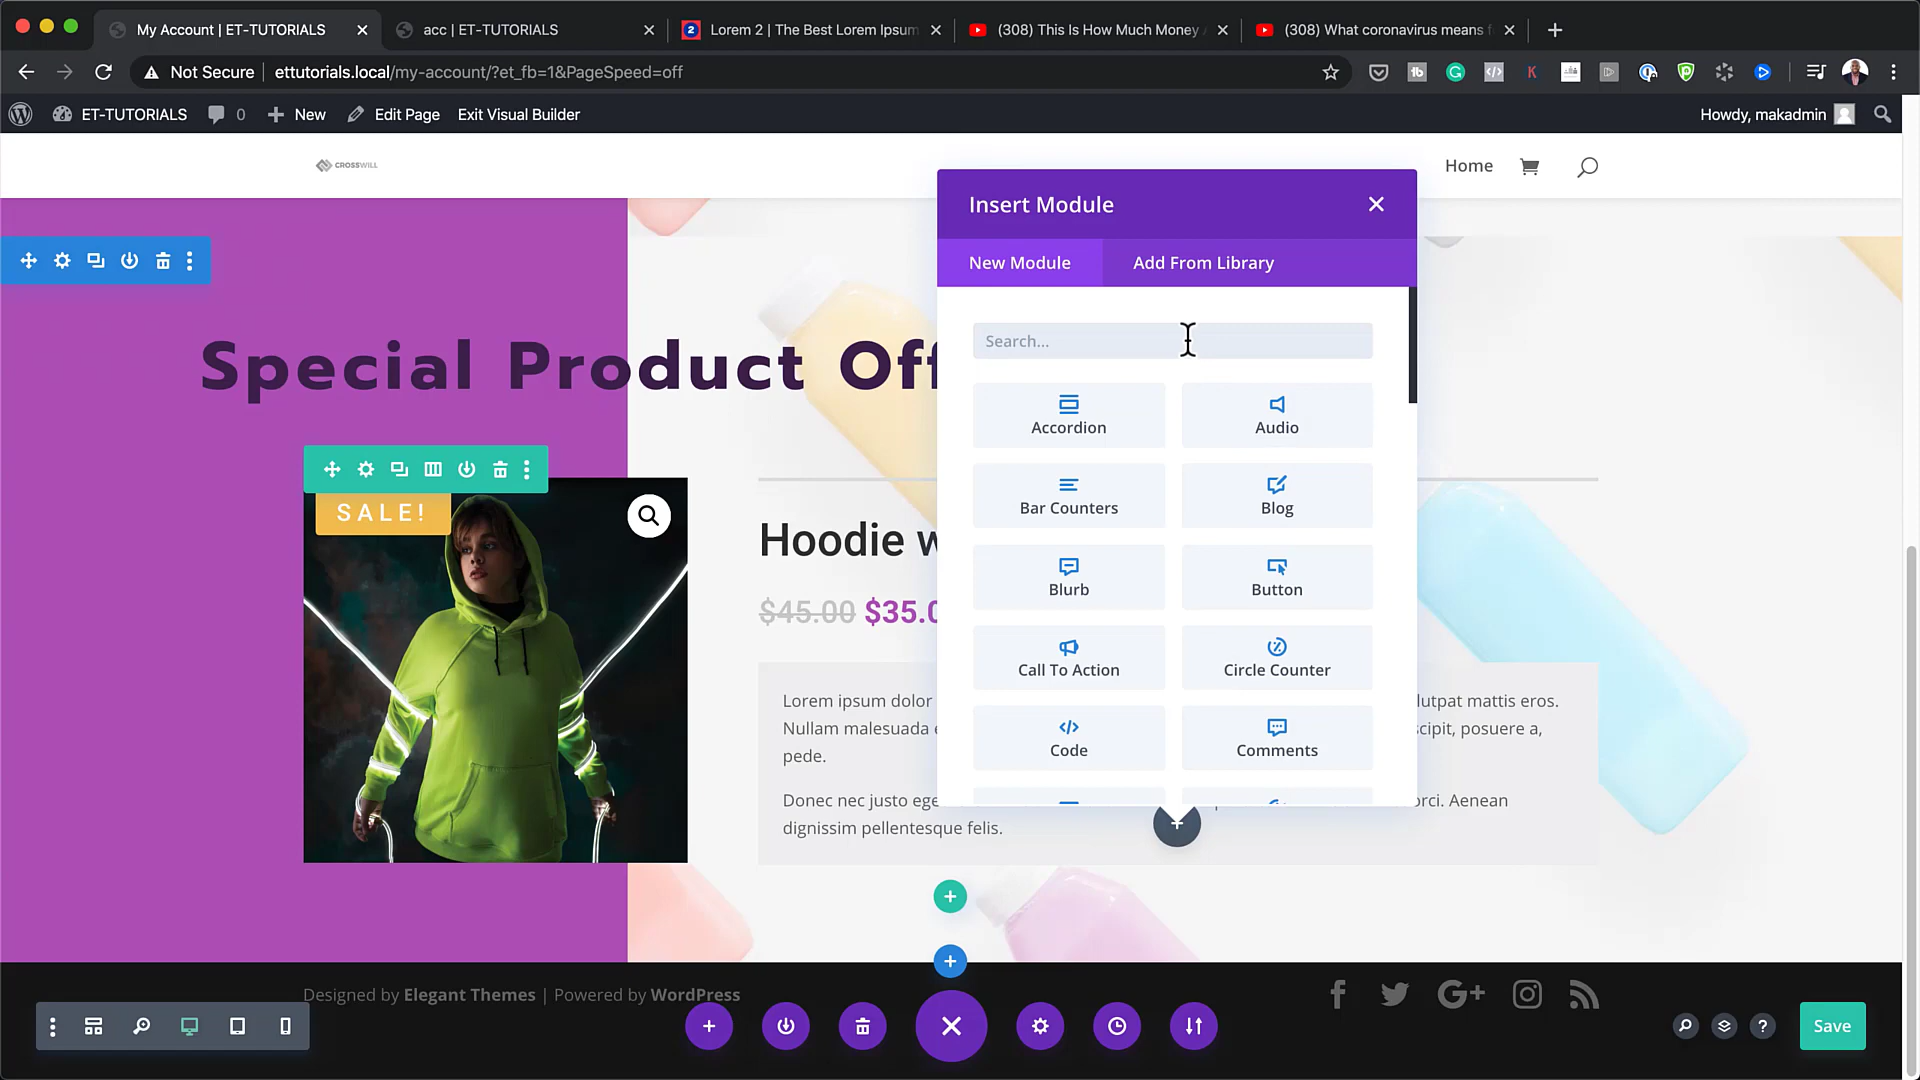 My Account | ET-TUTORIALS
acc | ET-TUTORIALS
Lorem 2 | The Best Lorem Ipsum
(308) This Is How Much Money
(308) What coronavirus means
Not Secure
ettutorials.local/my-account/?et_fb=1&PageSpeed=off
ET-TUTORIALS
0
New
Edit Page
Exit Visual Builder
Howdy, makadmin
CROSSWILL
Home
Insert Module
New Module
Add From Library
Search...
Special Product Off
Accordion
Audio
Bar Counters
Blog
Blurb
Button
Call To Action
Circle Counter
Code
Comments
SALE!
Hoodie w
$45.00 $35.0
Lorem ipsum dolor
utpat mattis eros.
Nullam malesuada
scipit, posuere a,
pede.
Donec nec justo ege
orci. Aenean
dignissim pellentesque felis.
Designed by Elegant Themes | Powered by WordPress
Save